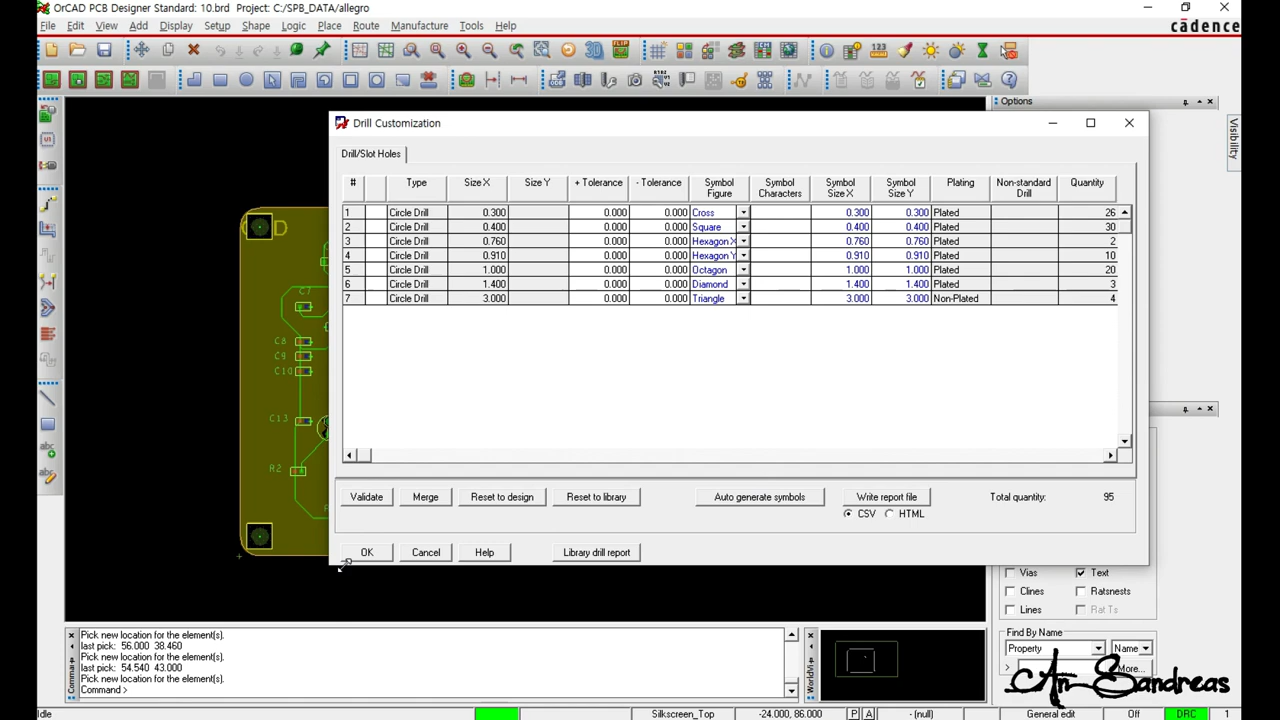 OrCAD PCB Designer Standard: 10.brd  Project: C:/SPB_DATA/allegro
File Edit View Add Display Setup Shape Logic Place Route Manufacturing Tools Help
cādence
Options
Visibility
Drill Customization
Drill/Slot Holes
# Type Size X Size Y + Tolerance - Tolerance Symbol Figure Symbol Characters Symbol Size X Symbol Size Y Plating Non-standard Drill Quantity
1 Circle Drill 0.300 0.000 0.000 Cross 0.300 0.300 Plated 26
2 Circle Drill 0.400 0.000 0.000 Square 0.400 0.400 Plated 30
3 Circle Drill 0.760 0.000 0.000 Hexagon X 0.760 0.760 Plated 2
4 Circle Drill 0.910 0.000 0.000 Hexagon Y 0.910 0.910 Plated 10
5 Circle Drill 1.000 0.000 0.000 Octagon 1.000 1.000 Plated 20
6 Circle Drill 1.400 0.000 0.000 Diamond 1.400 1.400 Plated 3
7 Circle Drill 3.000 0.000 0.000 Triangle 3.000 3.000 Non-Plated 4
D
C7
C8
C9
C10
C13
R2
Validate Merge Reset to design Reset to library Auto generate symbols Write report file Total quantity: 95
CSV HTML
OK Cancel Help Library drill report
Vias Text
Clines Ratsnests
Lines Rat Ts
Find By Name
Property Name
> More...
Pick new location for the element(s).
last pick: 56.000 38.460
Pick new location for the element(s).
last pick: 54.540 43.000
Pick new location for the element(s).
Command >
WorldVi
Idle Silkscreen_Top -24.000, 86.000 P A - (null) General edit Off DRC 1